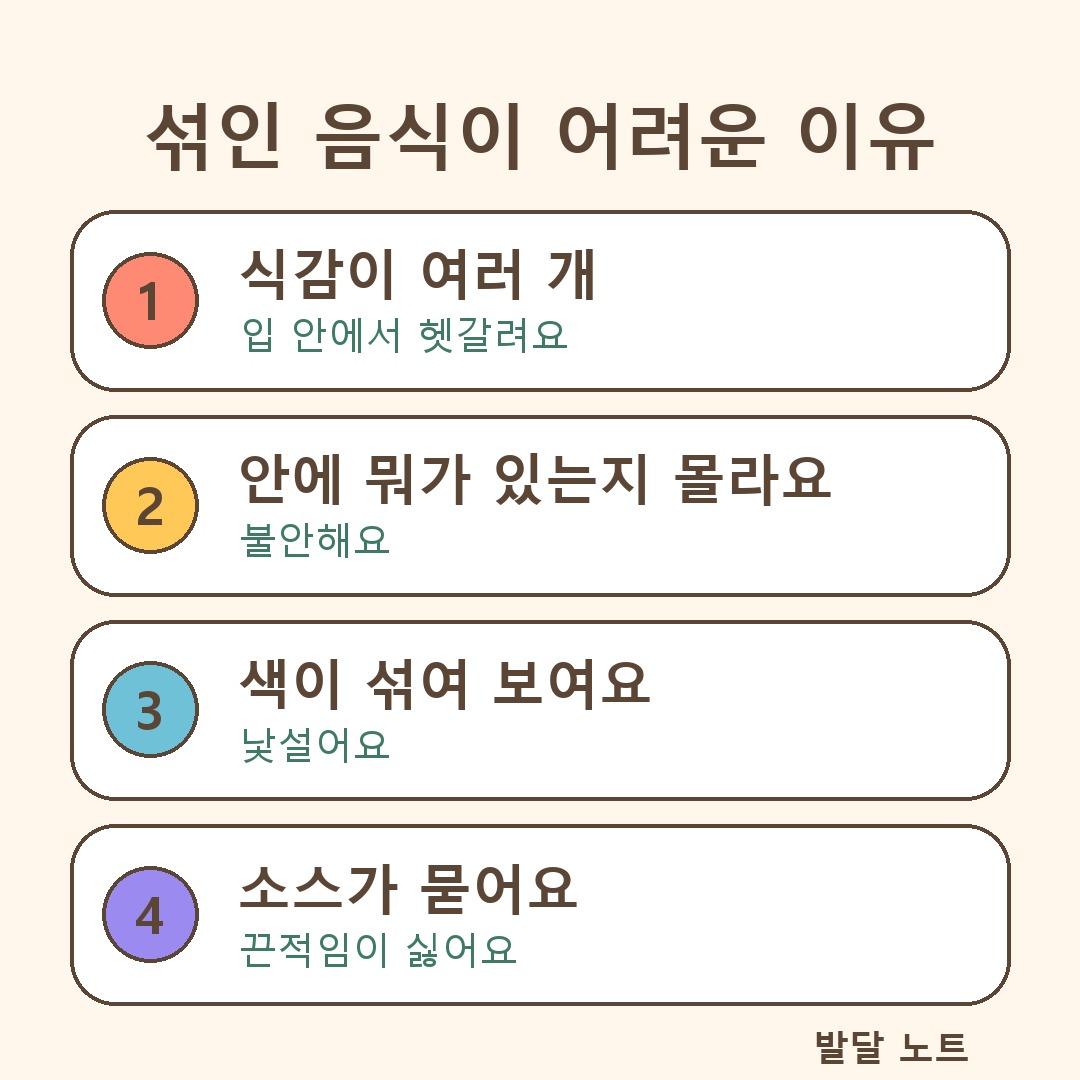 섞인 음식이 어려운 이유
1
식감이 여러 개
입 안에서 헷갈려요
2
안에 뭐가 있는지 몰라요
불안해요
3
색이 섞여 보여요
낯설어요
4
소스가 묻어요
끈적임이 싫어요
발달 노트